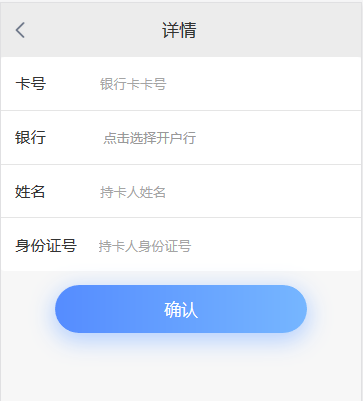 详情
卡号 银行卡卡号
银行 点击选择开户行
姓名 持卡人姓名
身份证号 持卡人身份证号
确认